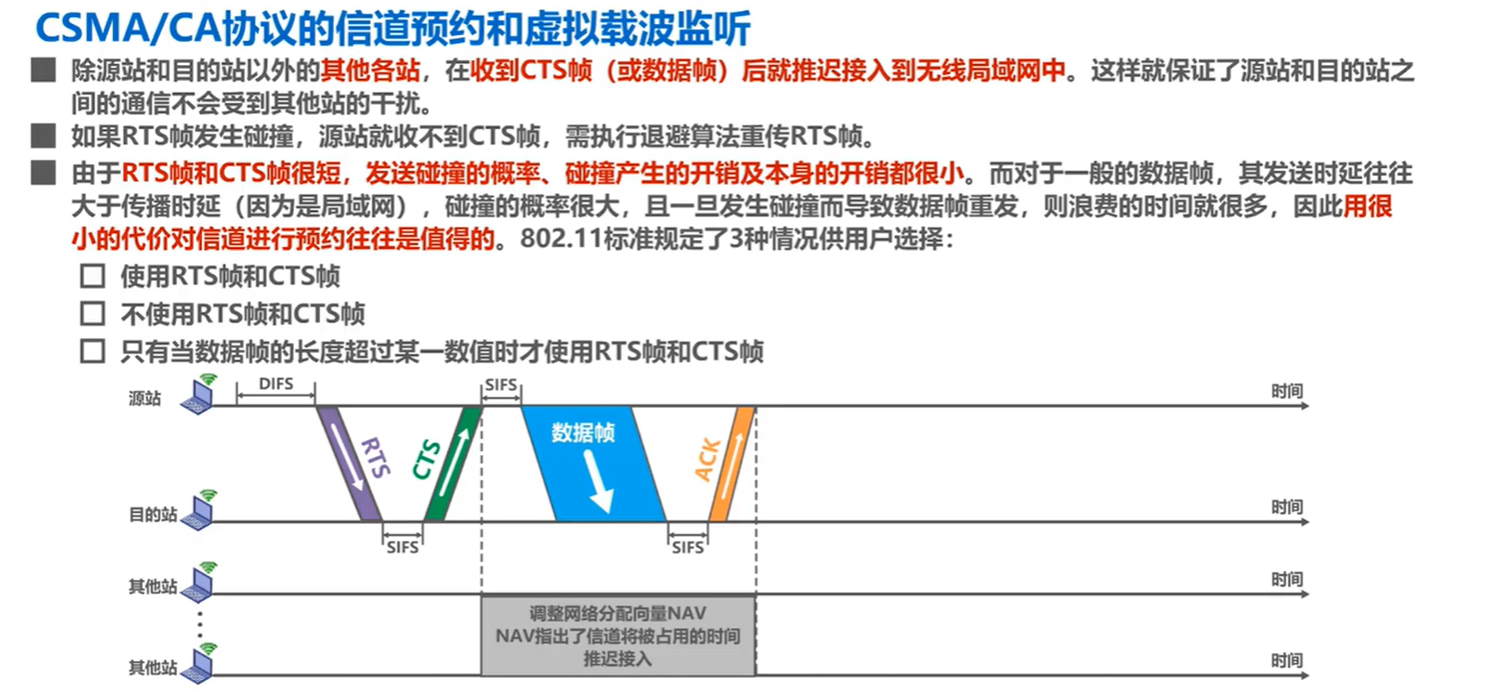 CSMA/CA协议的信道预约和虚拟载波监听
除源站和目的站以外的其他各站，在收到CTS帧（或数据帧）后就推迟接入到无线局域网中。这样就保证了源站和目的站之
间的通信不会受到其他站的干扰。
如果RTS帧发生碰撞，源站就收不到CTS帧，需执行退避算法重传RTS帧。
由于RTS帧和CTS帧很短，发送碰撞的概率、碰撞产生的开销及本身的开销都很小。而对于一般的数据帧，其发送时延往往
大于传播时延（因为是局域网），碰撞的概率很大，且一旦发生碰撞而导致数据帧重发，则浪费的时间就很多，因此用很
小的代价对信道进行预约往往是值得的。802.11标准规定了3种情况供用户选择：
使用RTS帧和CTS帧
不使用RTS帧和CTS帧
只有当数据帧的长度超过某一数值时才使用RTS帧和CTS帧
DIFS
SIFS
时间
源站
RTS
CTS
数据帧
ACK
目的站
时间
SIFS
SIFS
其他站
时间
调整网络分配向量NAV
NAV指出了信道将被占用的时间
推迟接入
其他站
时间